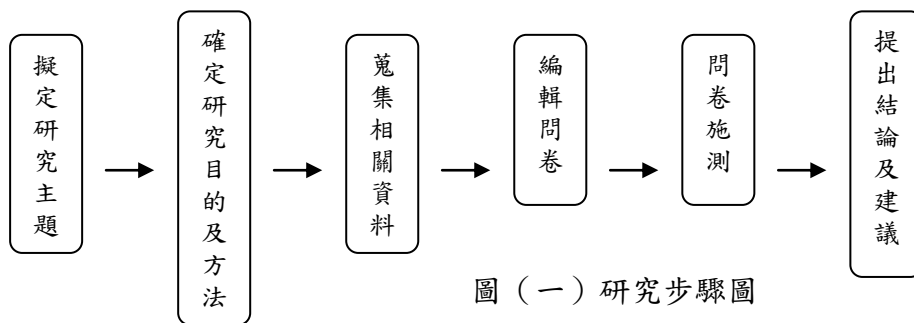 擬定研究主題
確定研究目的及方法
蒐集相關資料
編輯問卷
問卷施測
提出結論及建議
圖（一）研究步驟圖